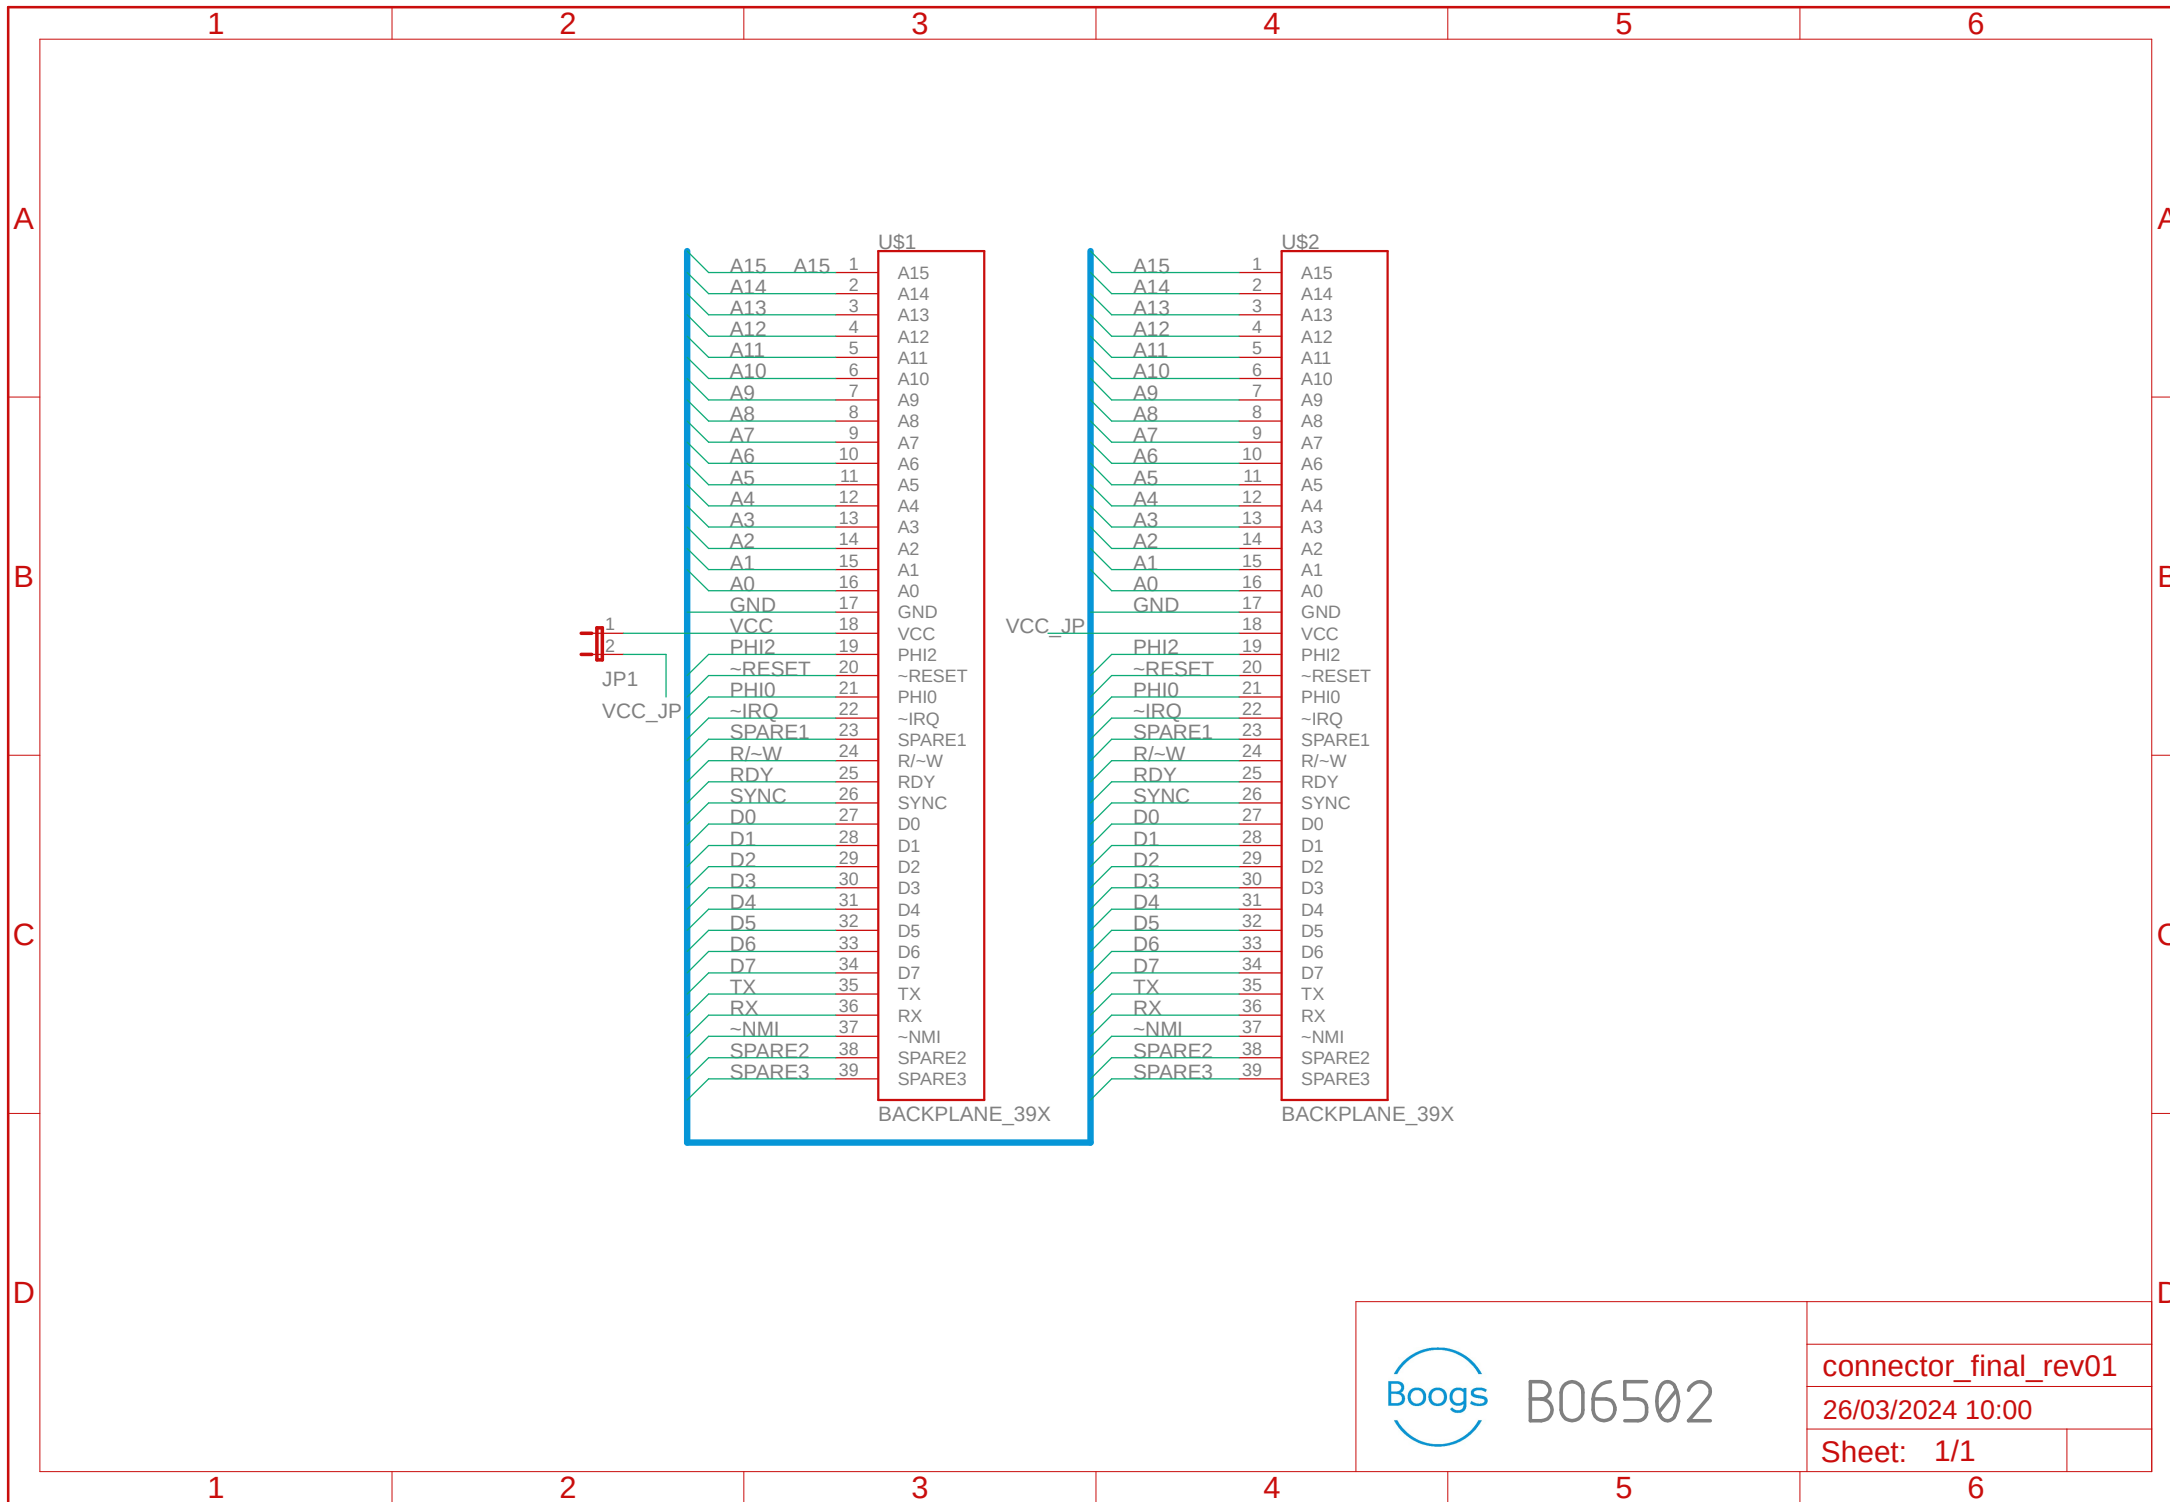 1 2 3 4 5 6
A A
U$1 U$2
A15 A15 1 A15 A15 1 A15
A14 2 A14 A14 2 A14
A13 3 A13 A13 3 A13
A12 4 A12 A12 4 A12
A11 5 A11 A11 5 A11
A10 6 A10 A10 6 A10
A9 7 A9 A9 7 A9
A8 8 A8 A8 8 A8
A7 9 A7 A7 9 A7
A6 10 A6 A6 10 A6
A5 11 A5 A5 11 A5
A4 12 A4 A4 12 A4
A3 13 A3 A3 13 A3
A2 14 A2 A2 14 A2
A1 15 A1 A1 15 A1
B B
A0 16 A0 A0 16 A0
GND 17 GND GND 17 GND
1 VCC 18 VCC VCC_JP 18 VCC
2 PHI2 19 PHI2 PHI2 19 PHI2
JP1 ~RESET 20 ~RESET ~RESET 20 ~RESET
PHI0 21 PHI0 PHI0 21 PHI0
VCC_JP ~IRQ 22 ~IRQ ~IRQ 22 ~IRQ
SPARE1 23 SPARE1 SPARE1 23 SPARE1
R/~W 24 R/~W R/~W 24 R/~W
RDY 25 RDY RDY 25 RDY
SYNC 26 SYNC SYNC 26 SYNC
D0 27 D0 D0 27 D0
D1 28 D1 D1 28 D1
D2 29 D2 D2 29 D2
D3 30 D3 D3 30 D3
D4 31 D4 D4 31 D4
C C
D5 32 D5 D5 32 D5
D6 33 D6 D6 33 D6
D7 34 D7 D7 34 D7
TX 35 TX TX 35 TX
RX 36 RX RX 36 RX
~NMI 37 ~NMI ~NMI 37 ~NMI
SPARE2 38 SPARE2 SPARE2 38 SPARE2
SPARE3 39 SPARE3 SPARE3 39 SPARE3
BACKPLANE_39X BACKPLANE_39X
D D
connector_final_rev01
Boogs BO6502
26/03/2024 10:00
Sheet: 1/1
1 2 3 4 5 6